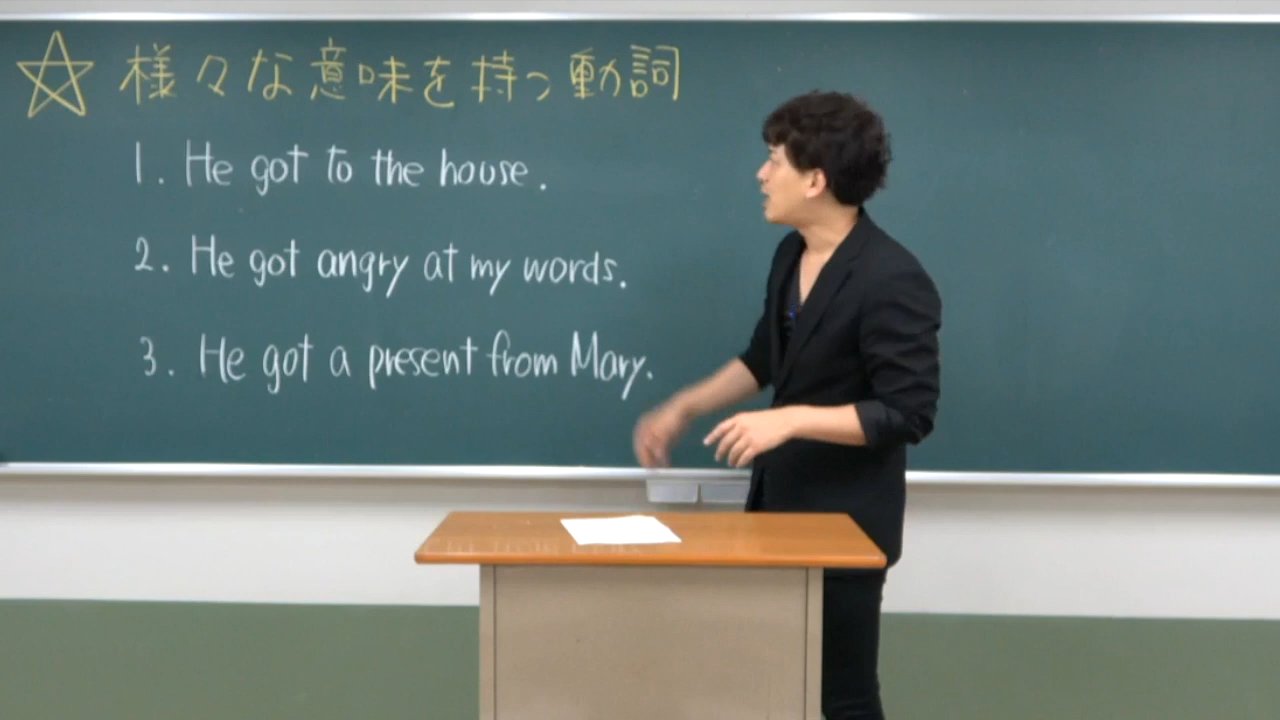 ☆ 様々な意味を持つ動詞
1. He got to the house.
2. He got angry at my words.
3. He got a present from Mary.